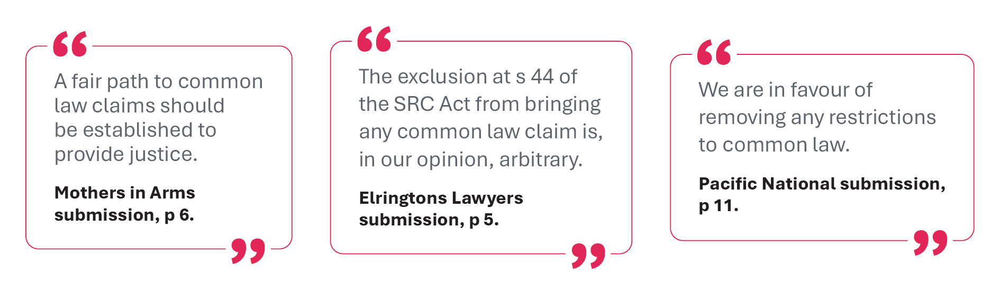 “
A fair path to common
law claims should
be established to
provide justice.
Mothers in Arms
submission, p 6.
”
“
The exclusion at s 44 of
the SRC Act from bringing
any common law claim is,
in our opinion, arbitrary.
Elringtons Lawyers
submission, p 5.
”
“
We are in favour of
removing any restrictions
to common law.
Pacific National submission,
p 11.
”